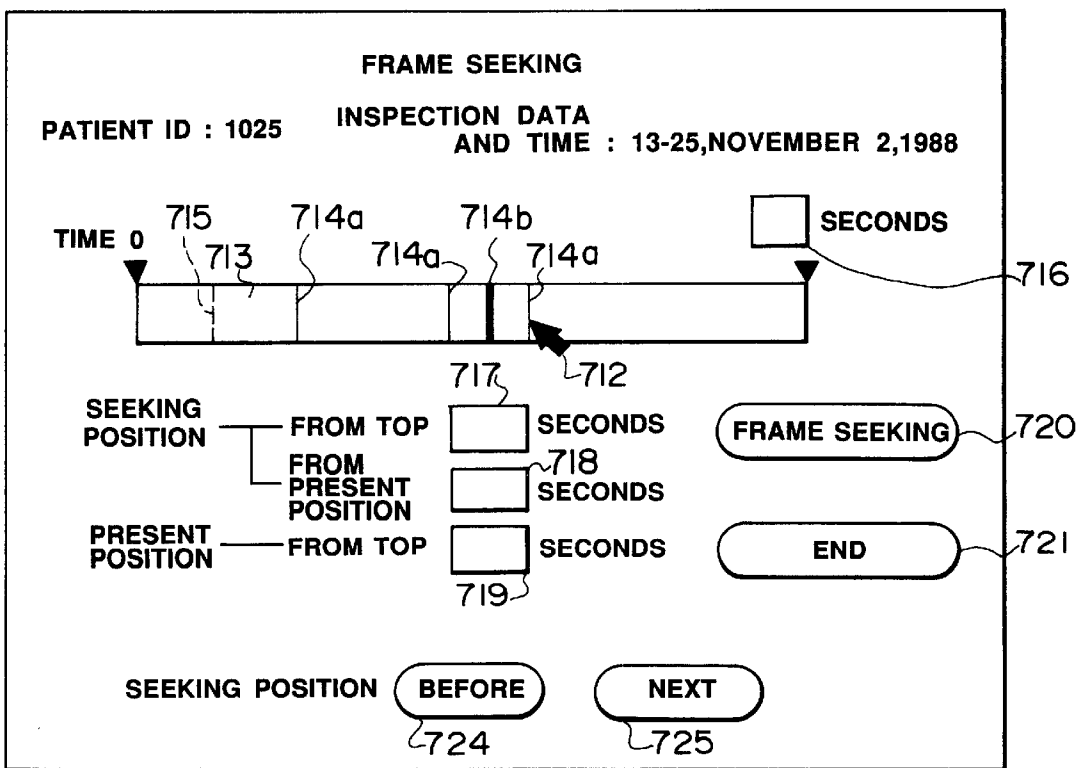 FRAME SEEKING
PATIENT ID : 1025
INSPECTION DATA
AND TIME : 13-25,NOVEMBER 2,1988
TIME 0
715
713
714a
714a
714b
714a
SECONDS
716
712
717
SEEKING
POSITION
FROM TOP
SECONDS
FRAME SEEKING
720
FROM
PRESENT
POSITION
718
SECONDS
PRESENT
POSITION
FROM TOP
SECONDS
719
END
721
SEEKING POSITION
BEFORE
NEXT
724
725